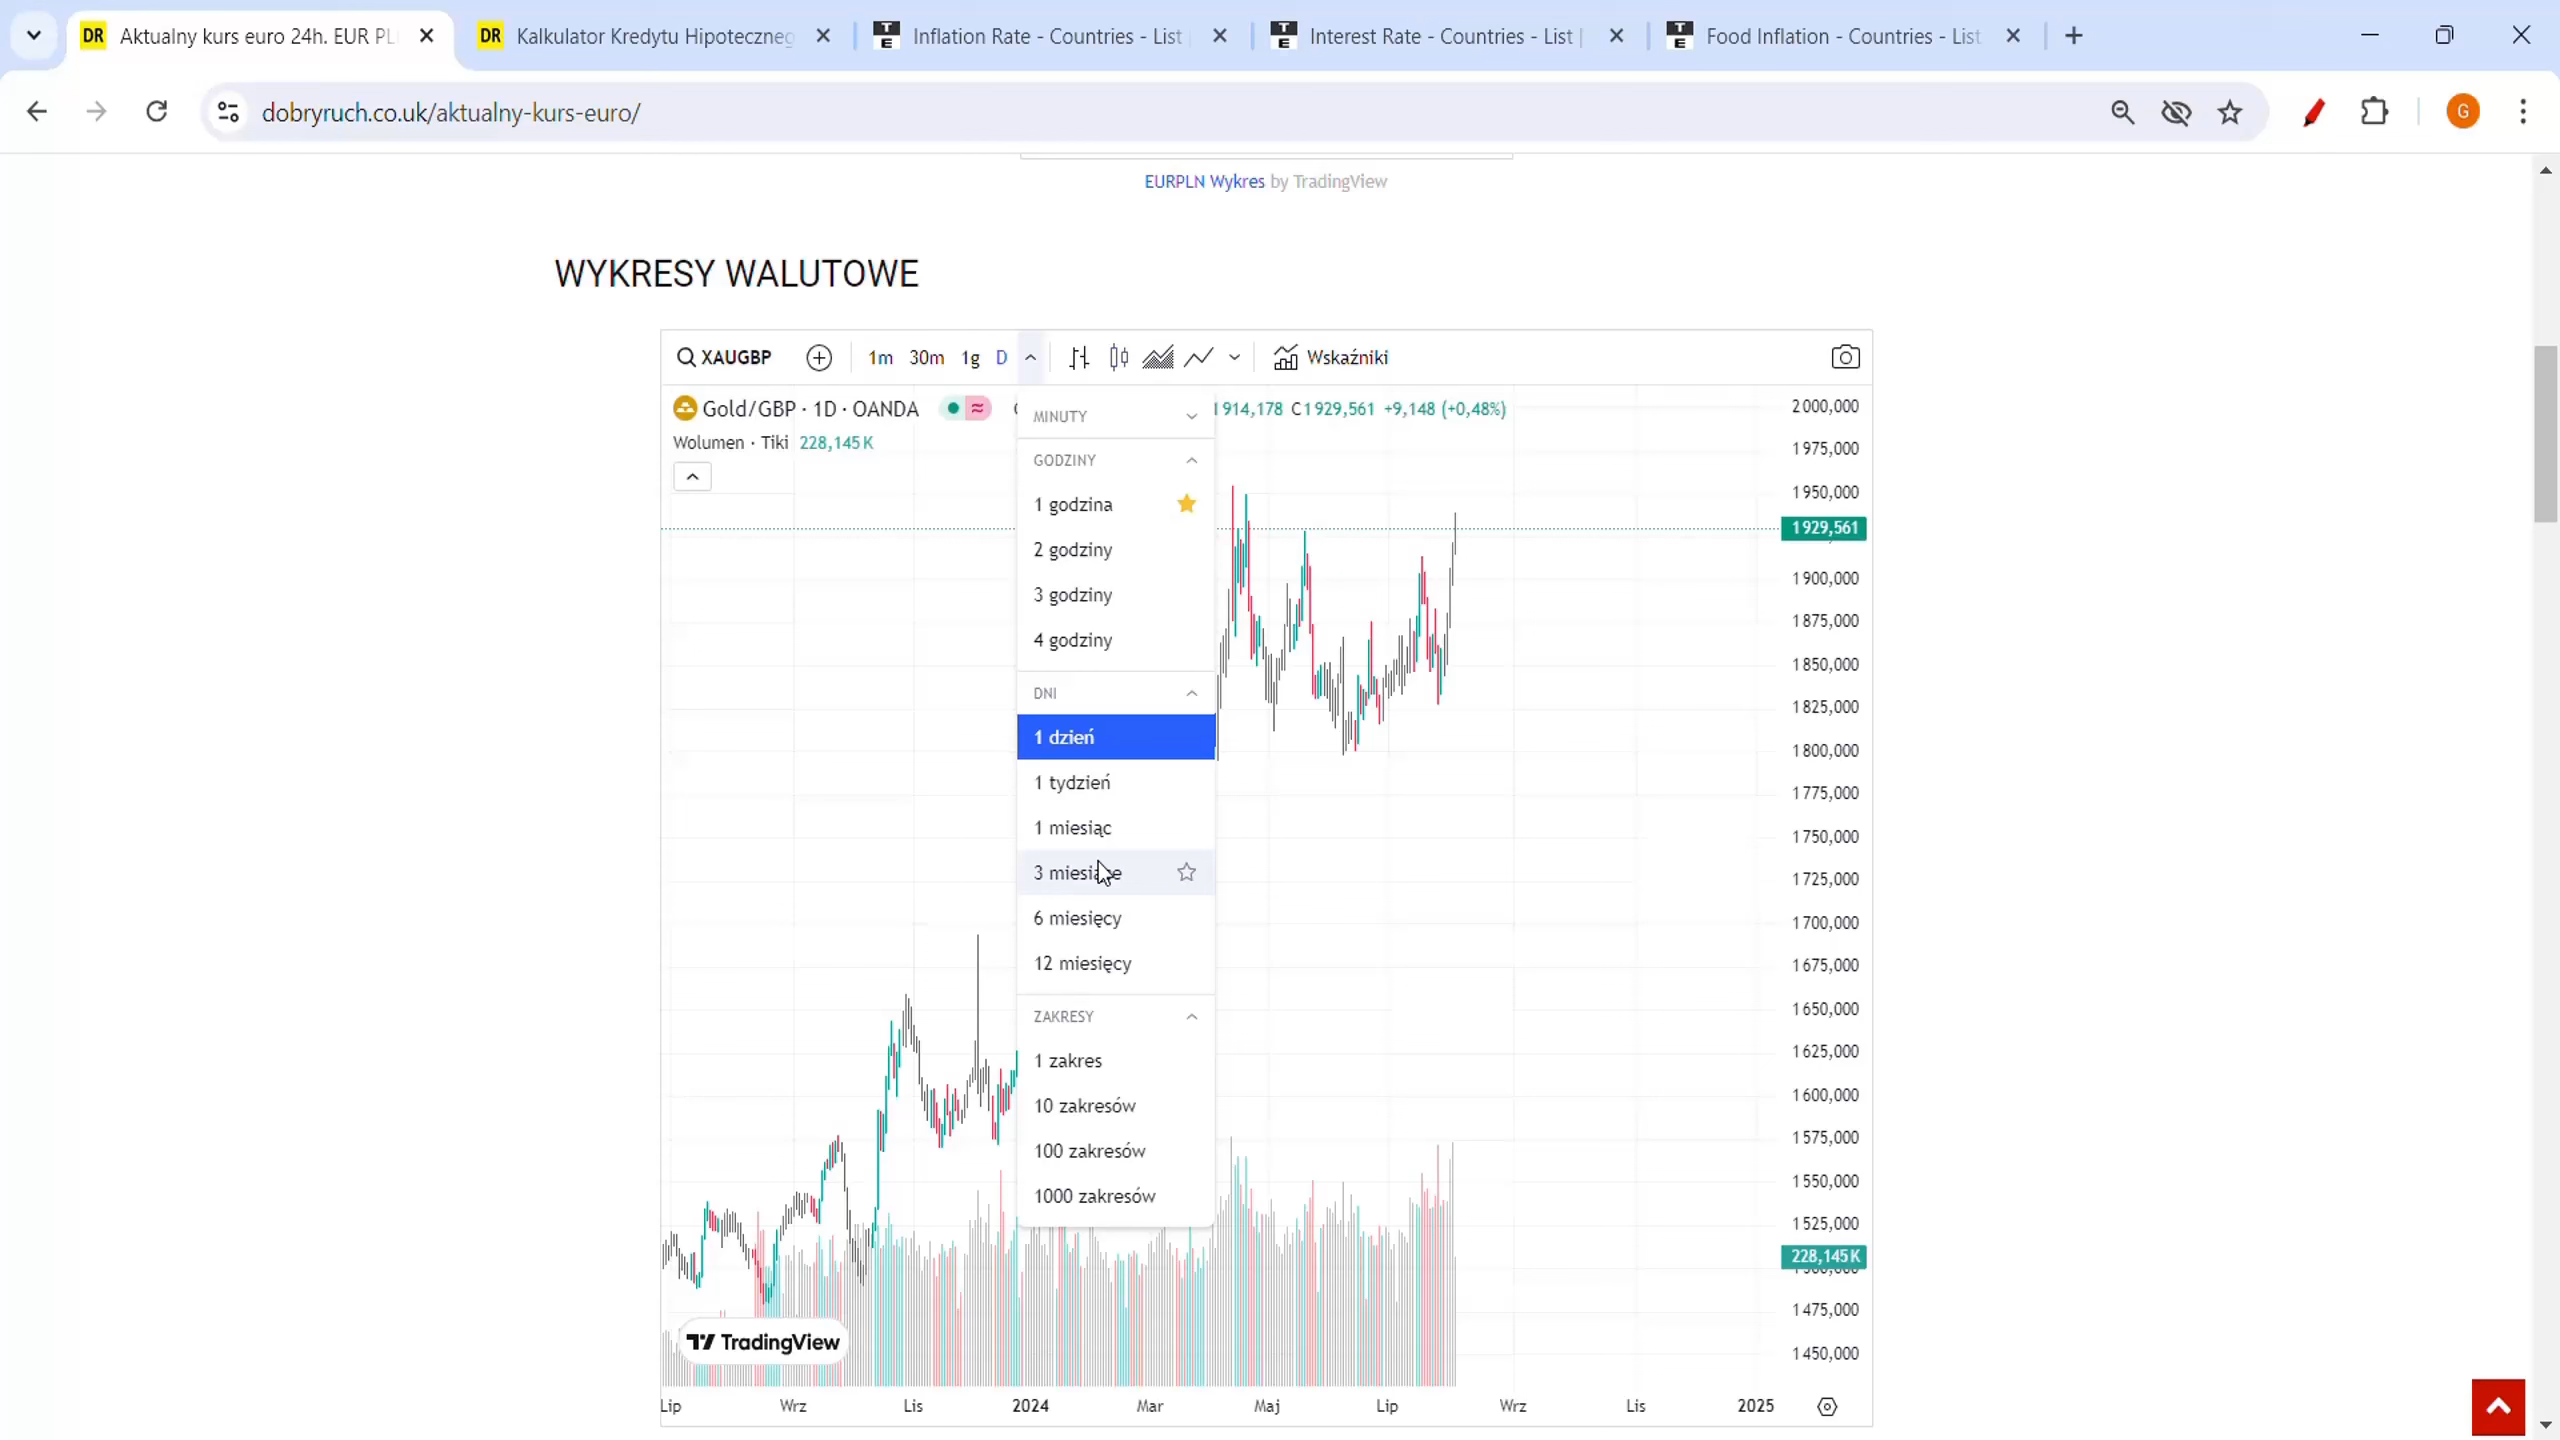 DR Aktualny kurs euro 24h. EUR PL
DR Kalkulator Kredytu Hipoteczneg
TE Inflation Rate - Countries - List
TE Interest Rate - Countries - List |
TE Food Inflation - Countries - List
dobryruch.co.uk/aktualny-kurs-euro/
G
EURPLN Wykres by TradingView
WYKRESY WALUTOWE
XAUGBP 1m 30m 1g D Wskaźniki
Gold/GBP · 1D · OANDA 1 914,178 C1 929,561 +9,148 (+0,48%)
Wolumen · Tiki 228,145 K
MINUTY
GODZINY
1 godzina
2 godziny
3 godziny
4 godziny
DNI
1 dzień
1 tydzień
1 miesiąc
3 miesiące
6 miesięcy
12 miesięcy
ZAKRESY
1 zakres
10 zakresów
100 zakresów
1000 zakresów
2 000,000
1 975,000
1 950,000
1 929,561
1 900,000
1 875,000
1 850,000
1 825,000
1 800,000
1 775,000
1 750,000
1 725,000
1 700,000
1 675,000
1 650,000
1 625,000
1 600,000
1 575,000
1 550,000
1 525,000
228,145 K
1 475,000
1 450,000
TradingView
Lip Wrz Lis 2024 Mar Maj Lip Wrz Lis 2025